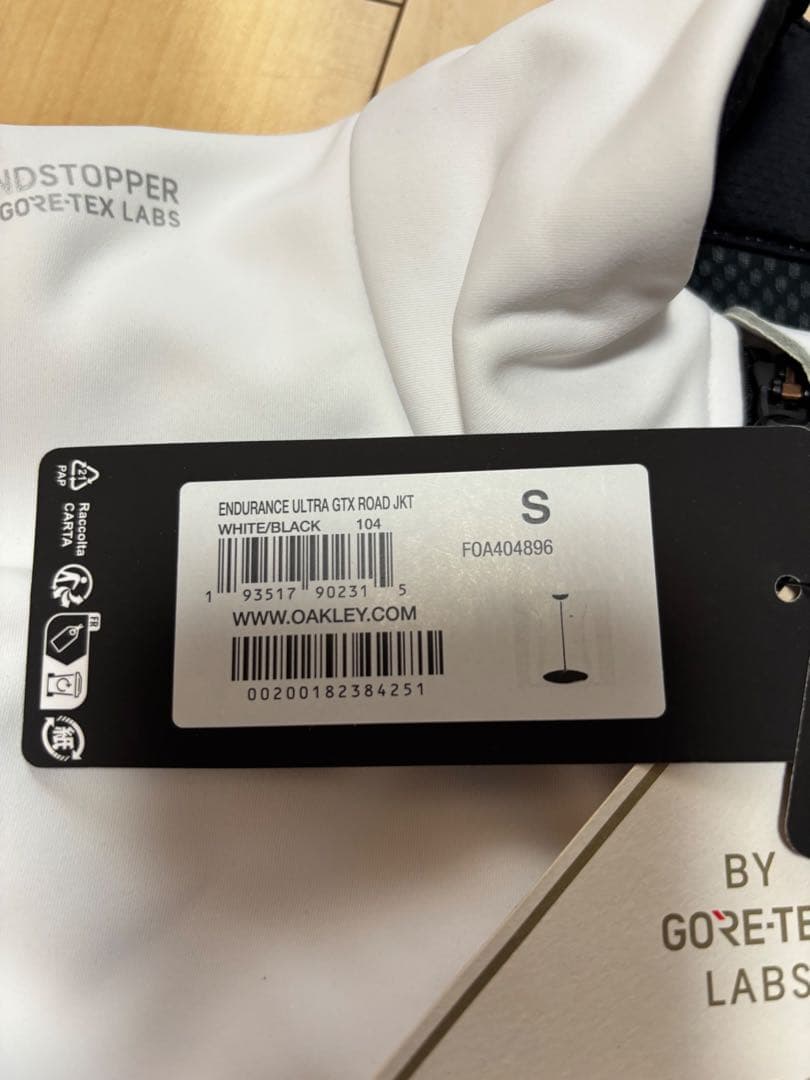 NDSTOPPER
GORE-TEX LABS
21
PAP
Raccolta
CARTA
FR
紙
ENDURANCE ULTRA GTX ROAD JKT
WHITE/BLACK 104
S
FOA404896
1 93517 90231 5
WWW.OAKLEY.COM
00200182384251
BY
GORE-TE
LABS